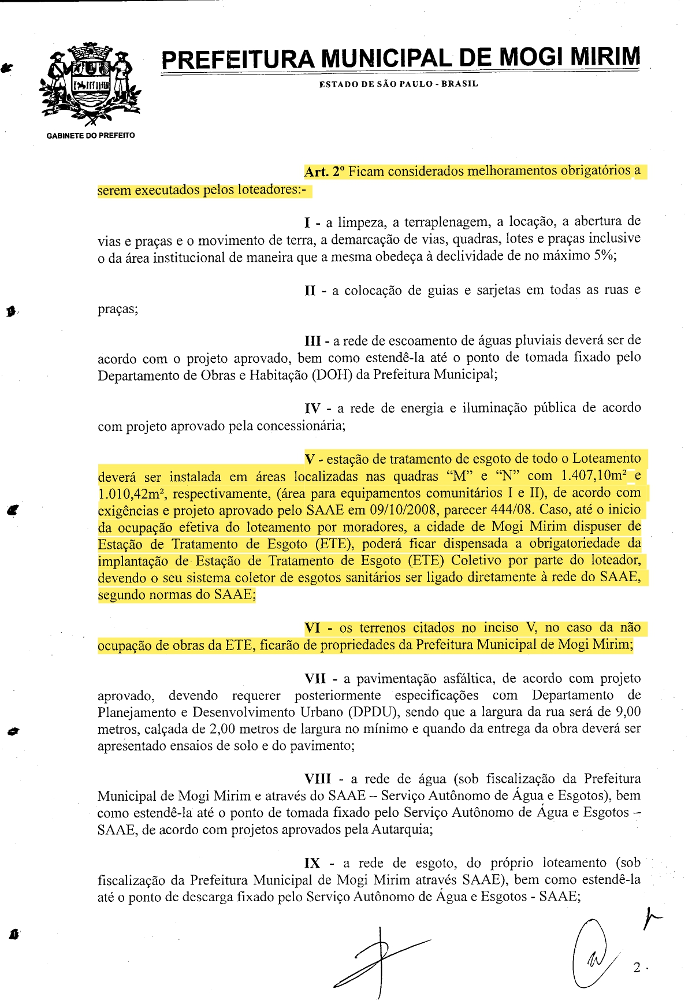 PREFEITURA MUNICIPAL DE MOGI MIRIM
ESTADO DE SÃO PAULO - BRASIL
GABINETE DO PREFEITO
Art. 2º Ficam considerados melhoramentos obrigatórios a
serem executados pelos loteadores:-
I - a limpeza, a terraplenagem, a locação, a abertura de
vias e praças e o movimento de terra, a demarcação de vias, quadras, lotes e praças inclusive
o da área institucional de maneira que a mesma obedeça à declividade de no máximo 5%;
II - a colocação de guias e sarjetas em todas as ruas e
praças;
III - a rede de escoamento de águas pluviais deverá ser de
acordo com o projeto aprovado, bem como estendê-la até o ponto de tomada fixado pelo
Departamento de Obras e Habitação (DOH) da Prefeitura Municipal;
IV - a rede de energia e iluminação pública de acordo
com projeto aprovado pela concessionária;
V - estação de tratamento de esgoto de todo o Loteamento
deverá ser instalada em áreas localizadas nas quadras “M” e “N” com 1.407,10m² e
1.010,42m², respectivamente, (área para equipamentos comunitários I e II), de acordo com
exigências e projeto aprovado pelo SAAE em 09/10/2008, parecer 444/08. Caso, até o inicio
da ocupação efetiva do loteamento por moradores, a cidade de Mogi Mirim dispuser de
Estação de Tratamento de Esgoto (ETE), poderá ficar dispensada a obrigatoriedade da
implantação de Estação de Tratamento de Esgoto (ETE) Coletivo por parte do loteador,
devendo o seu sistema coletor de esgotos sanitários ser ligado diretamente à rede do SAAE,
segundo normas do SAAE;
VI - os terrenos citados no inciso V, no caso da não
ocupação de obras da ETE, ficarão de propriedades da Prefeitura Municipal de Mogi Mirim;
VII - a pavimentação asfáltica, de acordo com projeto
aprovado, devendo requerer posteriormente especificações com Departamento de
Planejamento e Desenvolvimento Urbano (DPDU), sendo que a largura da rua será de 9,00
metros, calçada de 2,00 metros de largura no mínimo e quando da entrega da obra deverá ser
apresentado ensaios de solo e do pavimento;
VIII - a rede de água (sob fiscalização da Prefeitura
Municipal de Mogi Mirim e através do SAAE – Serviço Autônomo de Água e Esgotos), bem
como estendê-la até o ponto de tomada fixado pelo Serviço Autônomo de Água e Esgotos –
SAAE, de acordo com projetos aprovados pela Autarquia;
IX - a rede de esgoto, do próprio loteamento (sob
fiscalização da Prefeitura Municipal de Mogi Mirim através SAAE), bem como estendê-la
até o ponto de descarga fixado pelo Serviço Autônomo de Água e Esgotos - SAAE;
2